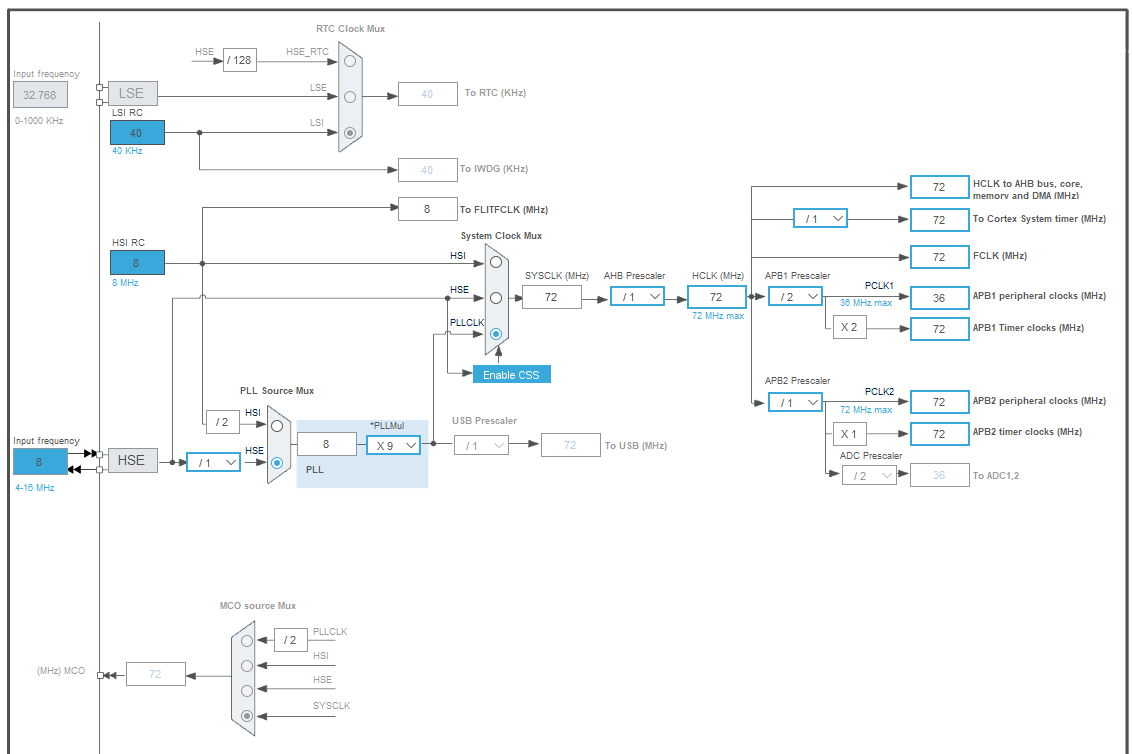 RTC Clock Mux
HSE
/ 128
HSE_RTC
Input frequency
32.768
0-1000 KHz
LSE
LSE
40
To RTC (KHz)
LSI RC
40
40 KHz
LSI
40
To IWDG (KHz)
8
To FLITFCLK (MHz)
HSI RC
8
8 MHz
System Clock Mux
HSI
HSE
PLLCLK
Enable CSS
SYSCLK (MHz)
72
AHB Prescaler
/ 1
HCLK (MHz)
72
72 MHz max
72
HCLK to AHB bus, core,
memory and DMA (MHz)
/ 1
72
To Cortex System timer (MHz)
72
FCLK (MHz)
APB1 Prescaler
/ 2
PCLK1
36 MHz max
36
APB1 peripheral clocks (MHz)
X 2
72
APB1 Timer clocks (MHz)
APB2 Prescaler
/ 1
PCLK2
72 MHz max
72
APB2 peripheral clocks (MHz)
X 1
72
APB2 timer clocks (MHz)
ADC Prescaler
/ 2
36
To ADC1,2
PLL Source Mux
/ 2
HSI
HSE
Input frequency
8
4-16 MHz
HSE
/ 1
8
PLL
*PLLMul
X 9
USB Prescaler
/ 1
72
To USB (MHz)
MCO source Mux
/ 2
PLLCLK
HSI
HSE
SYSCLK
(MHz) MCO
72